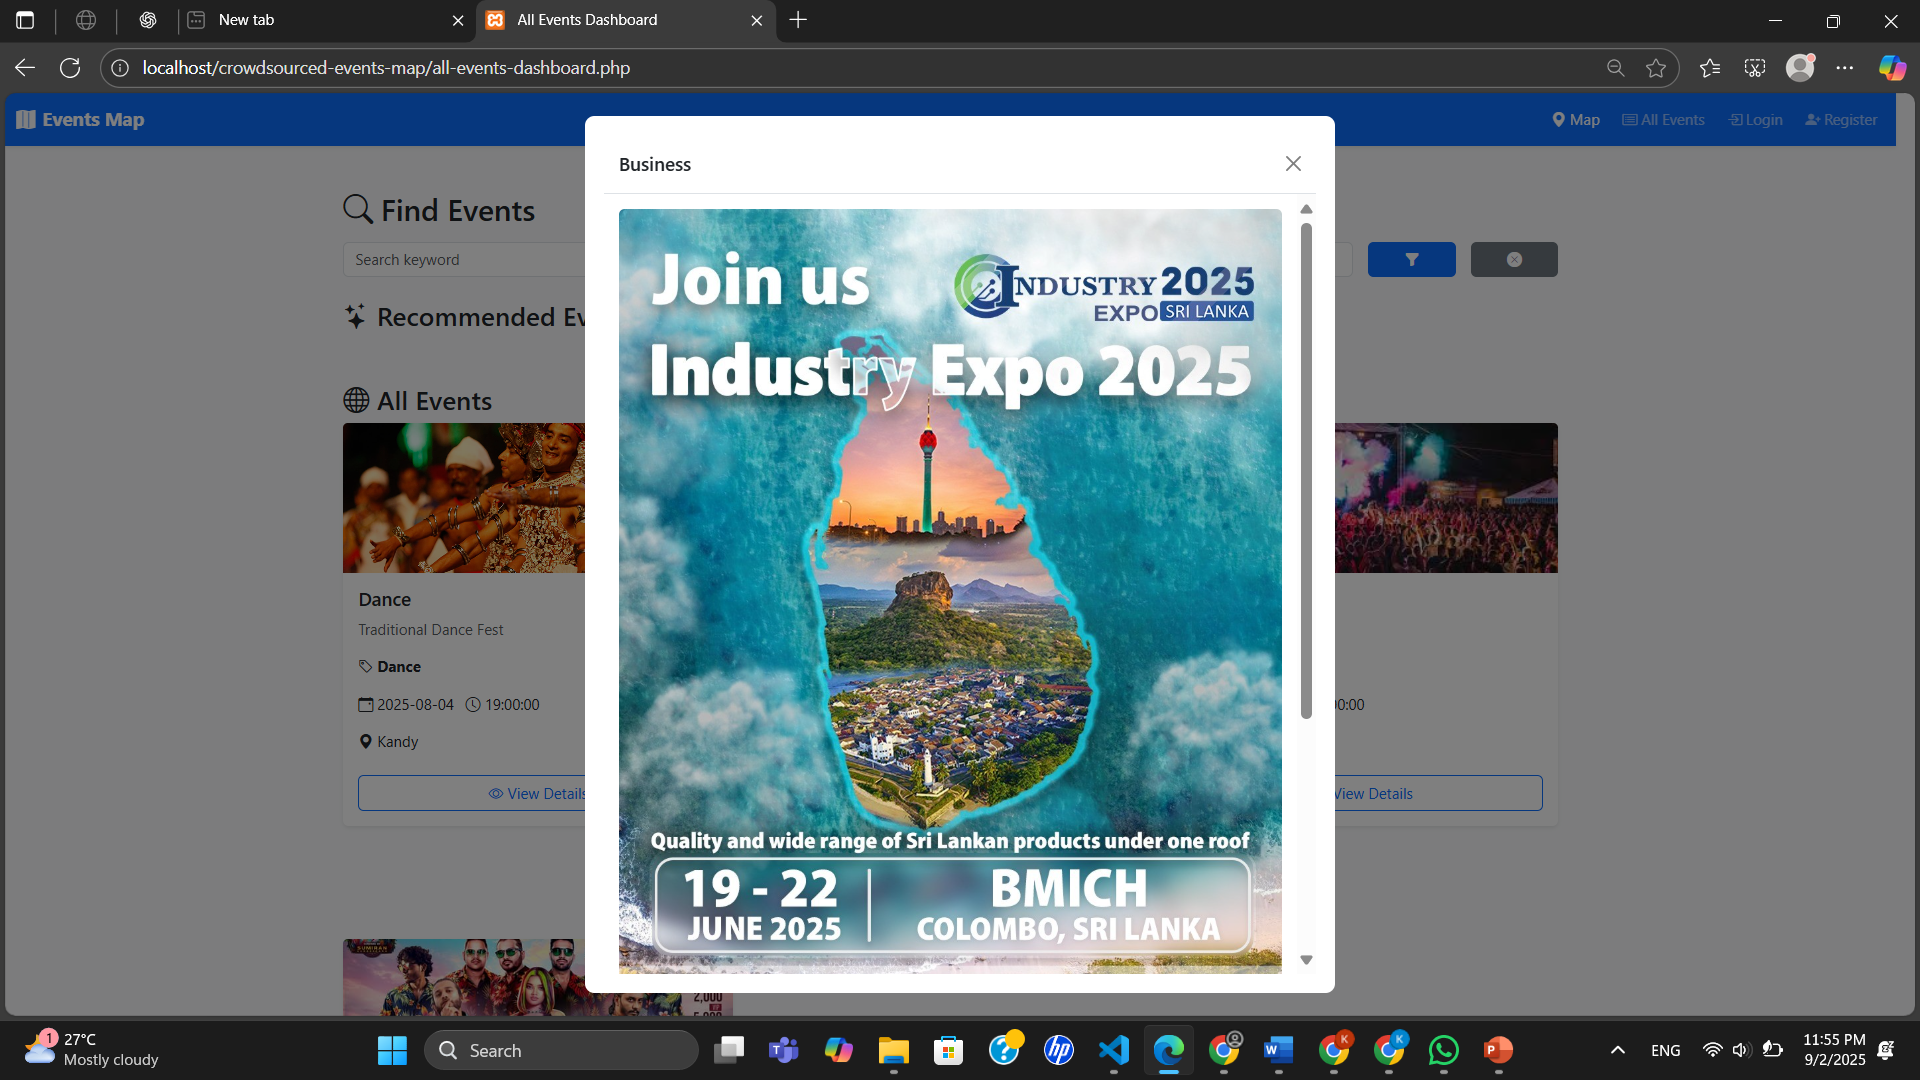 New tab
All Events Dashboard
localhost/crowdsourced-events-map/all-events-dashboard.php
Events Map
Map
All Events
Login
Register
Business
Find Events
Search keyword
Recommended Ev
All Events
Join us
INDUSTRY 2025
EXPO SRI LANKA
Industry Expo 2025
Quality and wide range of Sri Lankan products under one roof
19 - 22
JUNE 2025
BMICH
COLOMBO, SRI LANKA
Dance
Traditional Dance Fest
Dance
2025-08-04 19:00:00
Kandy
View Details
0:00
View Details
2,000
1
27°C
Mostly cloudy
Search
ENG
11:55 PM
9/2/2025